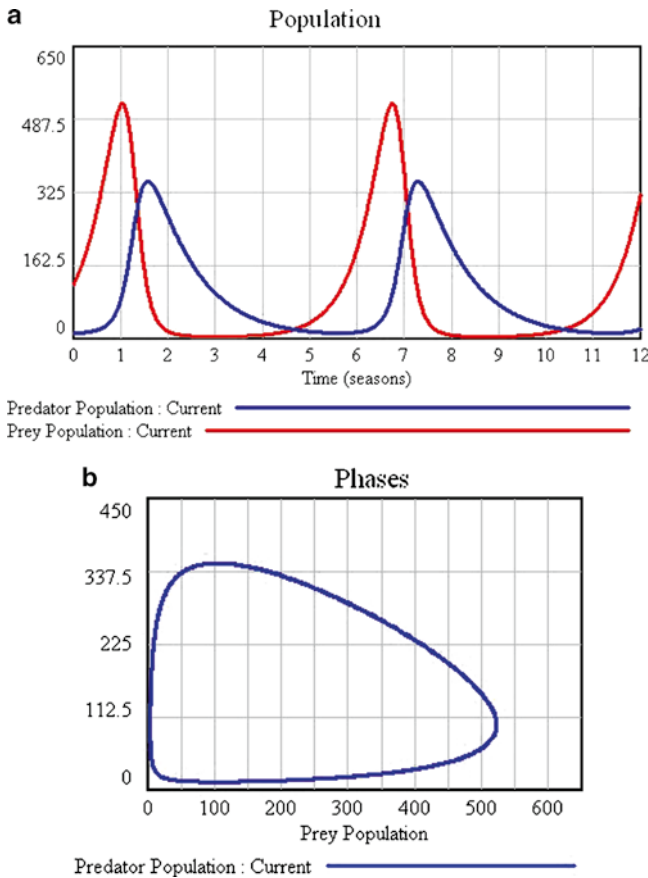 a
Population
650
487.5
325
162.5
0
0 1 2 3 4 5 6 7 8 9 10 11 12
Time (seasons)
Predator Population : Current
Prey Population : Current
b
Phases
450
337.5
225
112.5
0
0 100 200 300 400 500 600
Prey Population
Predator Population : Current